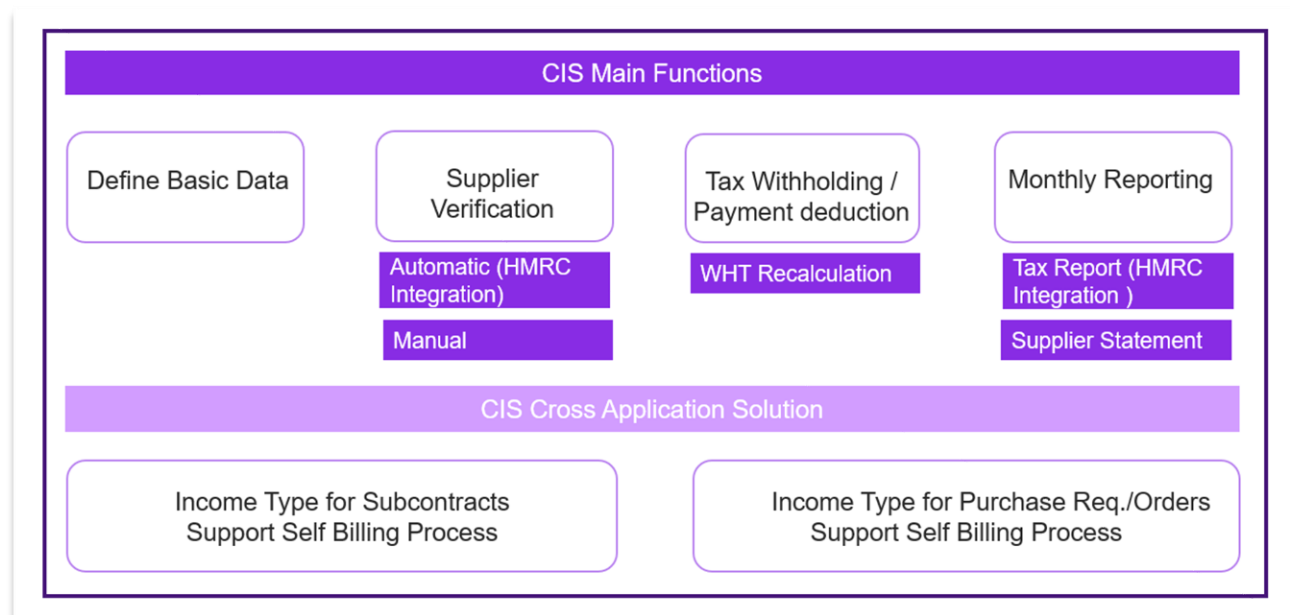 CIS Main Functions
Define Basic Data
Supplier
Verification
Automatic (HMRC
Integration)
Manual
Tax Withholding /
Payment deduction
WHT Recalculation
Monthly Reporting
Tax Report (HMRC
Integration )
Supplier Statement
CIS Cross Application Solution
Income Type for Subcontracts
Support Self Billing Process
Income Type for Purchase Req./Orders
Support Self Billing Process